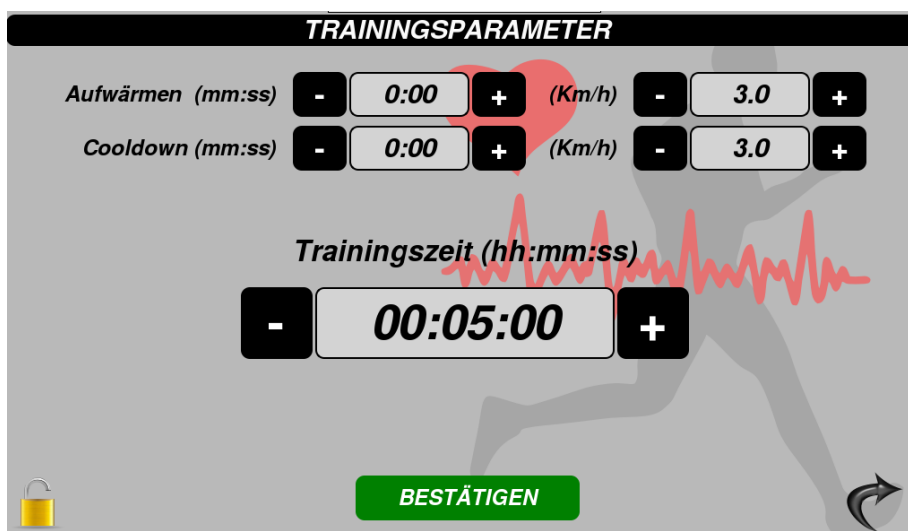 TRAININGSPARAMETER
Aufwärmen (mm:ss) - 0:00 + (Km/h) - 3.0 +
Cooldown (mm:ss) - 0:00 + (Km/h) - 3.0 +
Trainingszeit (hh:mm:ss)
- 00:05:00 +
BESTÄTIGEN